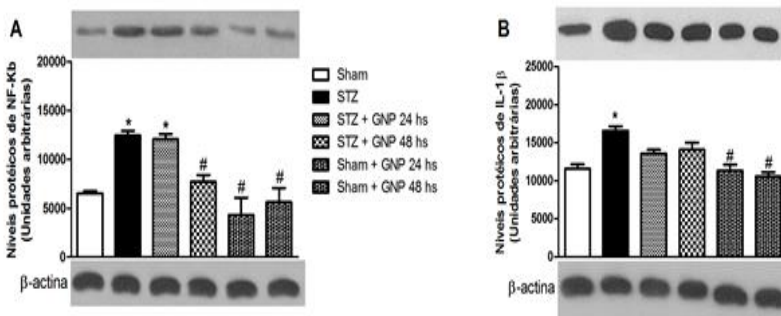 A
Níveis protéicos de NF-Kb
(Unidades arbitrárias)
20000
15000
10000
5000
0
*
*
#
#
#
β-actina
Sham
STZ
STZ + GNP 24 hs
STZ + GNP 48 hs
Sham + GNP 24 hs
Sham + GNP 48 hs
B
Níveis protéicos de IL-1β
(Unidades arbitrárias)
25000
20000
15000
10000
5000
0
*
#
#
β-actina